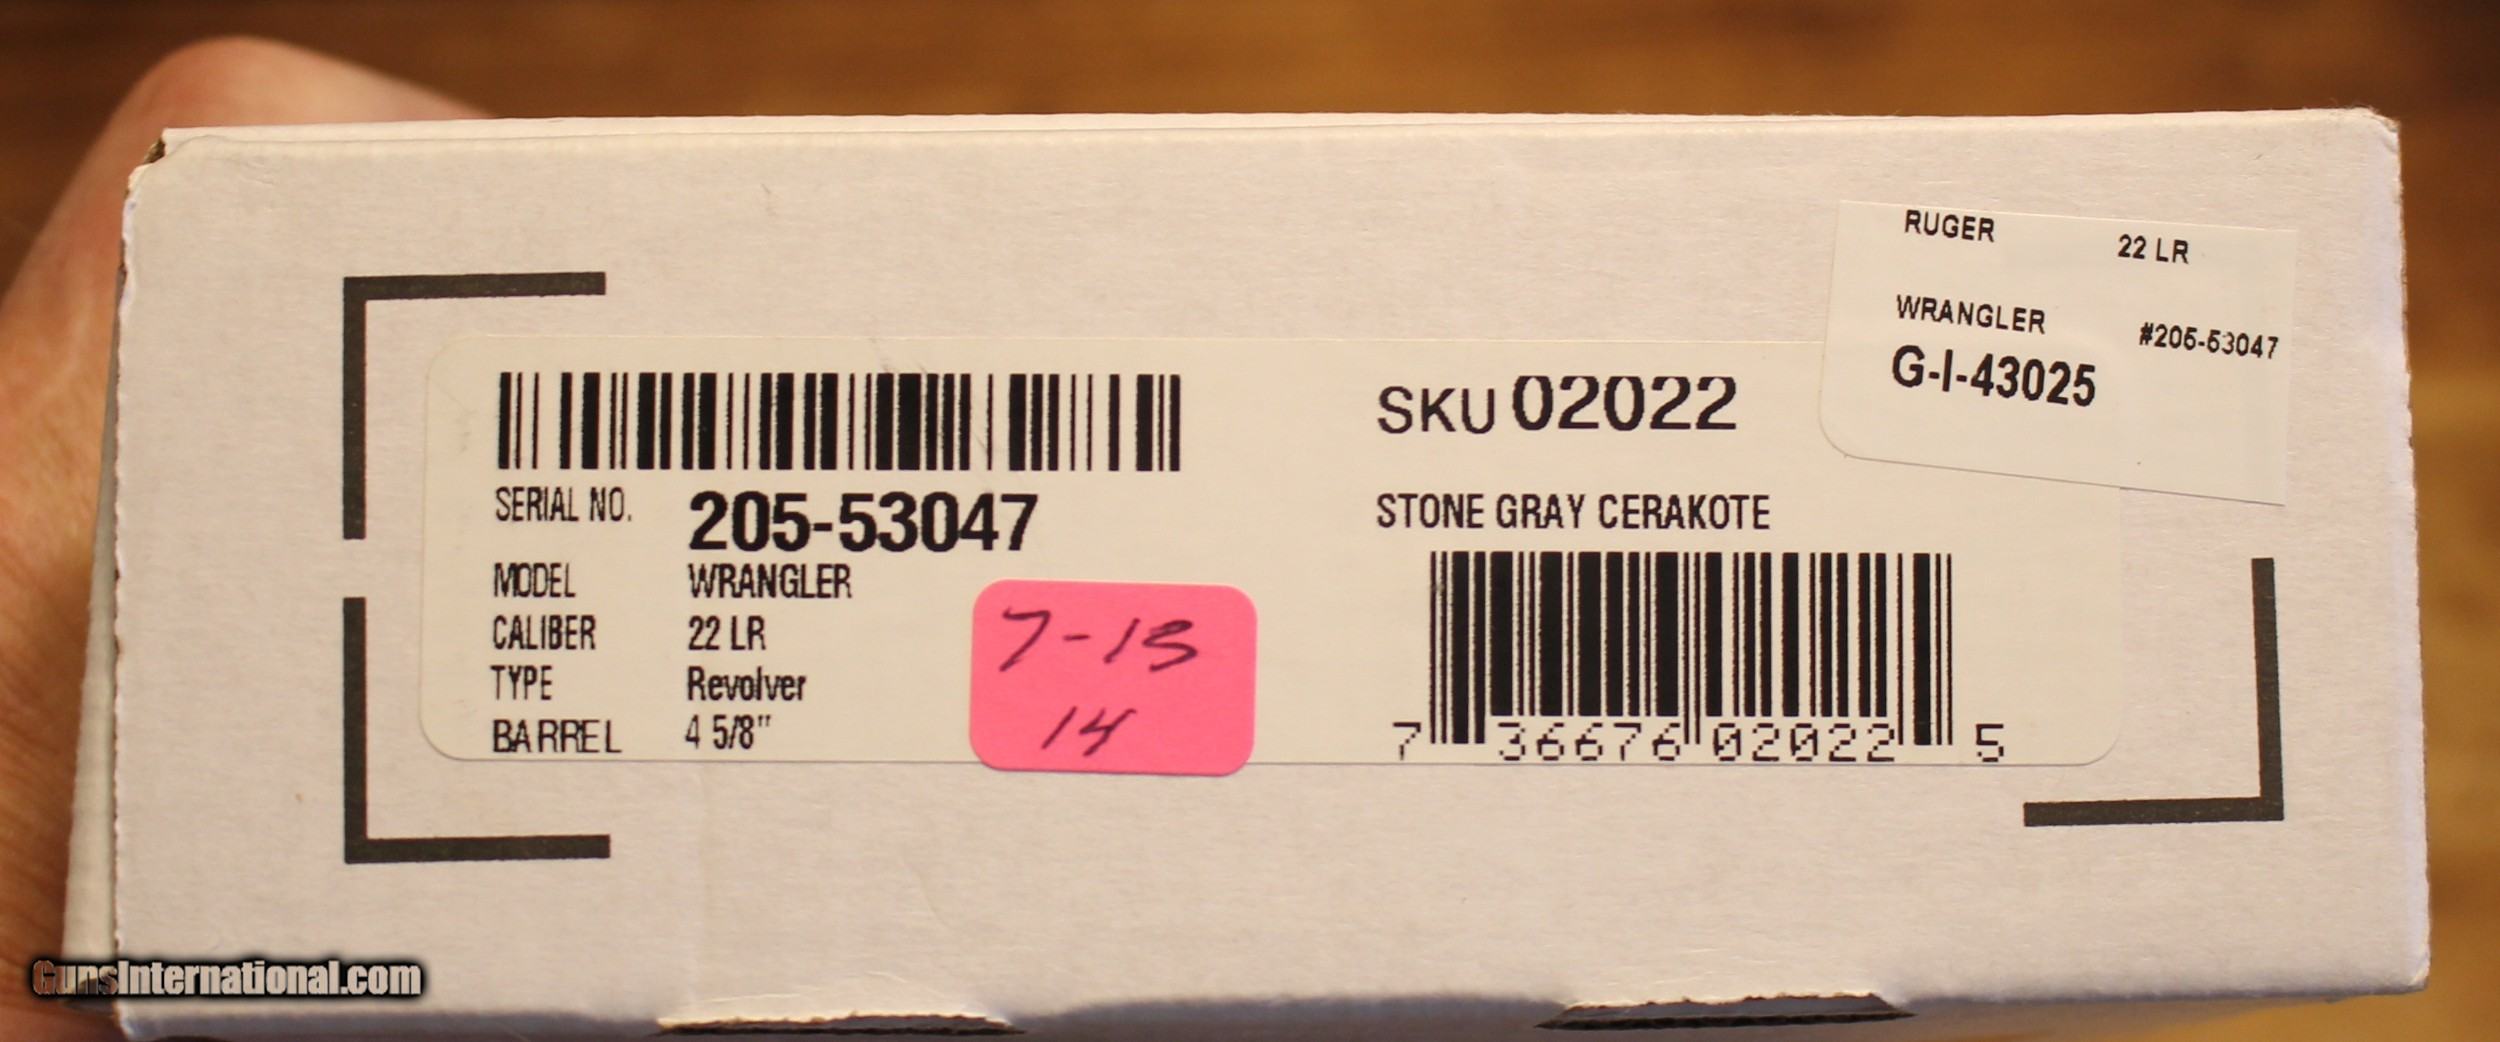 RUGER 22 LR
WRANGLER #205-53047
G-I-43025
SKU 02022
SERIAL NO. 205-53047
STONE GRAY CERAKOTE
MODEL WRANGLER
CALIBER 22 LR
TYPE Revolver
BARREL 4 5/8"
7-13
14
7 36676 02022 5
GunsInternational.com